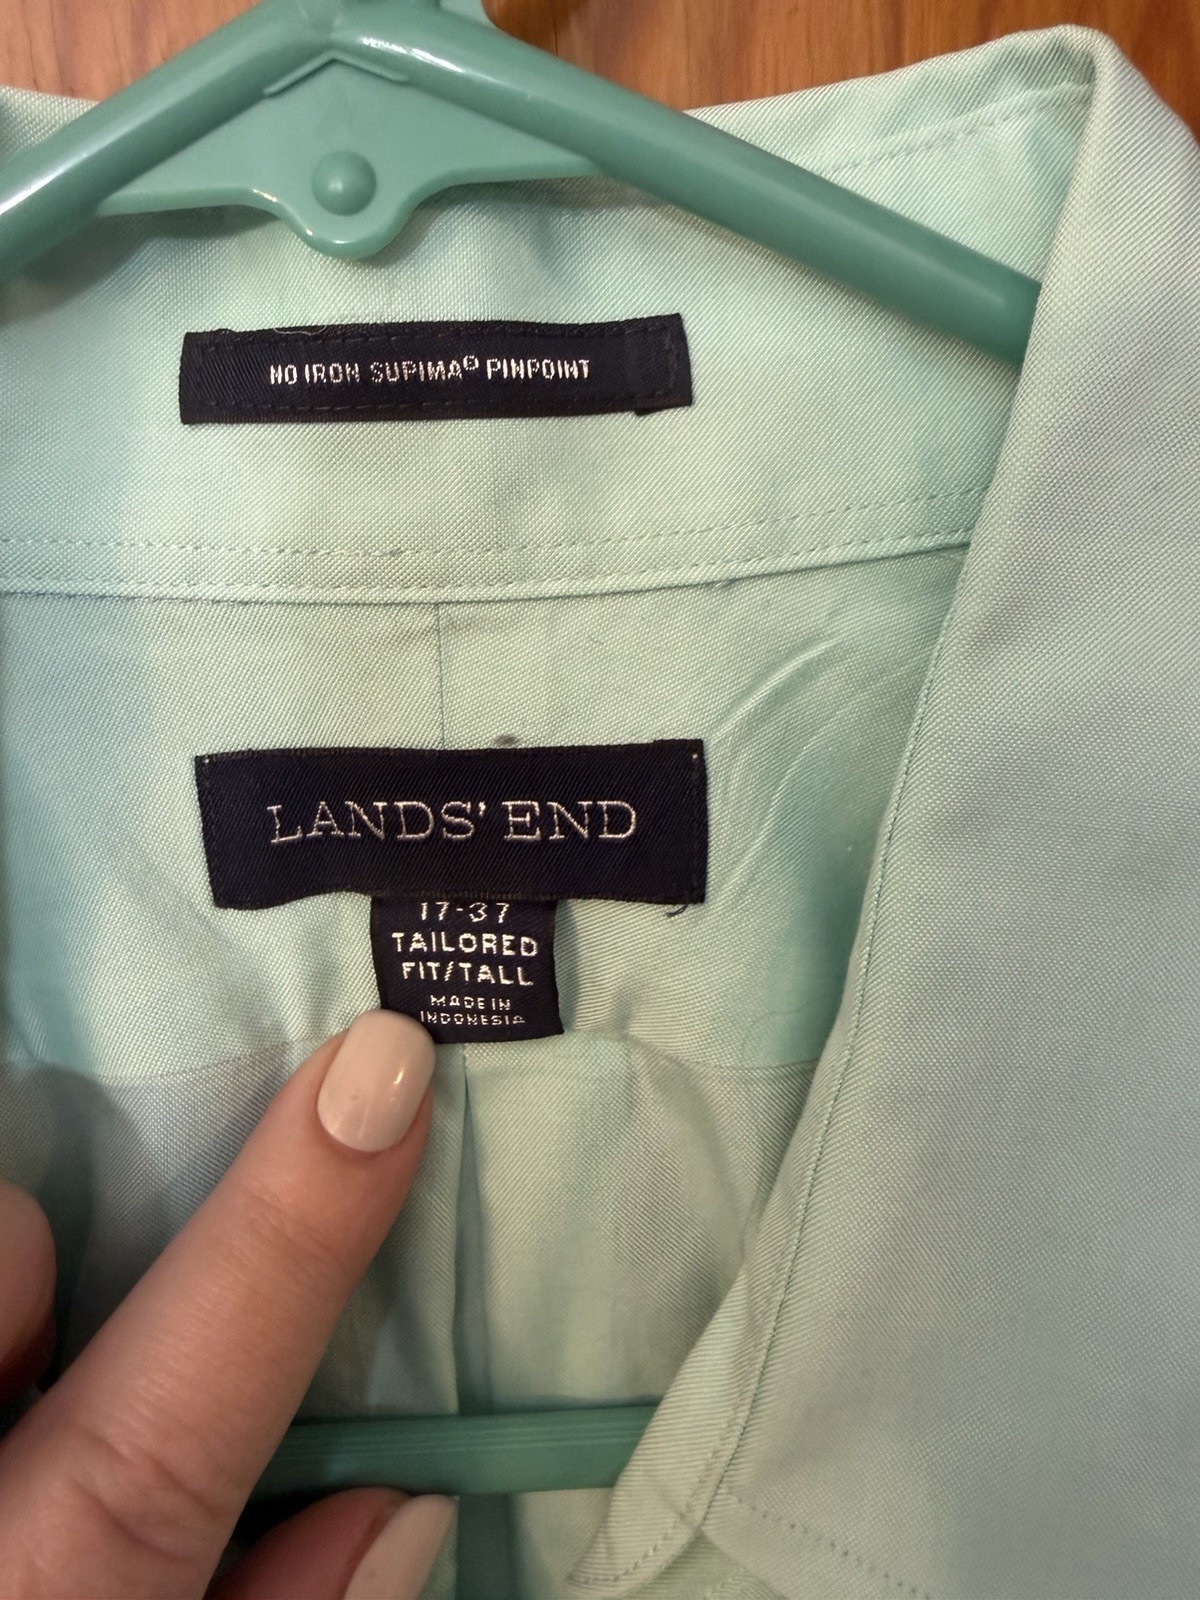 NO IRON SUPIMA® PINPOINT
LANDS' END
17-37
TAILORED
FIT/TALL
MADE IN
INDONESIA